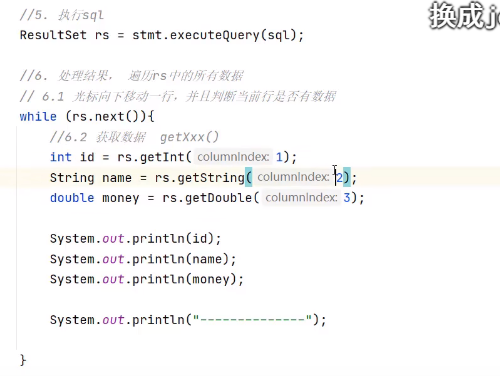 换成
//5. 执行sql
ResultSet rs = stmt.executeQuery(sql);
//6. 处理结果, 遍历rs中的所有数据
// 6.1 光标向下移动一行,并且判断当前行是否有数据
while (rs.next()){
//6.2 获取数据 getXxx()
int id = rs.getInt( columnIndex: 1);
String name = rs.getString( columnIndex: 2);
double money = rs.getDouble( columnIndex: 3);
System.out.println(id);
System.out.println(name);
System.out.println(money);
System.out.println("--------------");
}